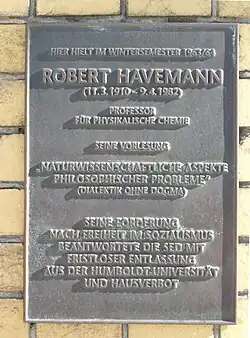 HIER HIELT IM WINTERSEMESTER 1963/64
ROBERT HAVEMANN
(11.3.1910 – 9.4.1982)
PROFESSOR
FÜR PHYSIKALISCHE CHEMIE
SEINE VORLESUNG
„NATURWISSENSCHAFTLICHE ASPEKTE
PHILOSOPHISCHER PROBLEME“
(DIALEKTIK OHNE DOGMA)
SEINE FORDERUNG
NACH FREIHEIT IM SOZIALISMUS
BEANTWORTETE DIE SED MIT
FRISTLOSER ENTLASSUNG
AUS DER HUMBOLDT-UNIVERSITÄT
UND HAUSVERBOT